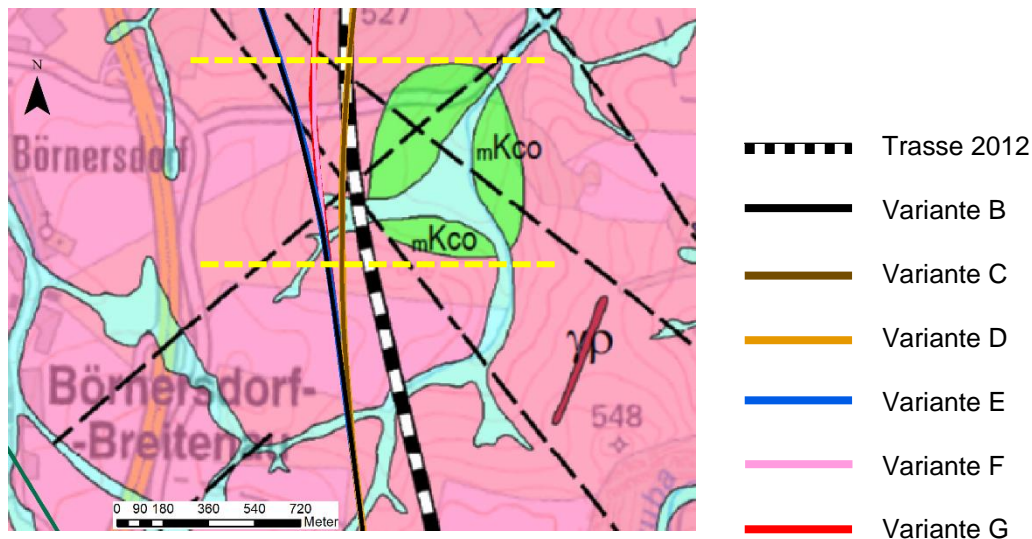 527
N
Börnersdorf
mKco
mKco
Börnersdorf-
-Breitenau
γρ
548
0 90 180 360 540 720
Meter
Trasse 2012
Variante B
Variante C
Variante D
Variante E
Variante F
Variante G